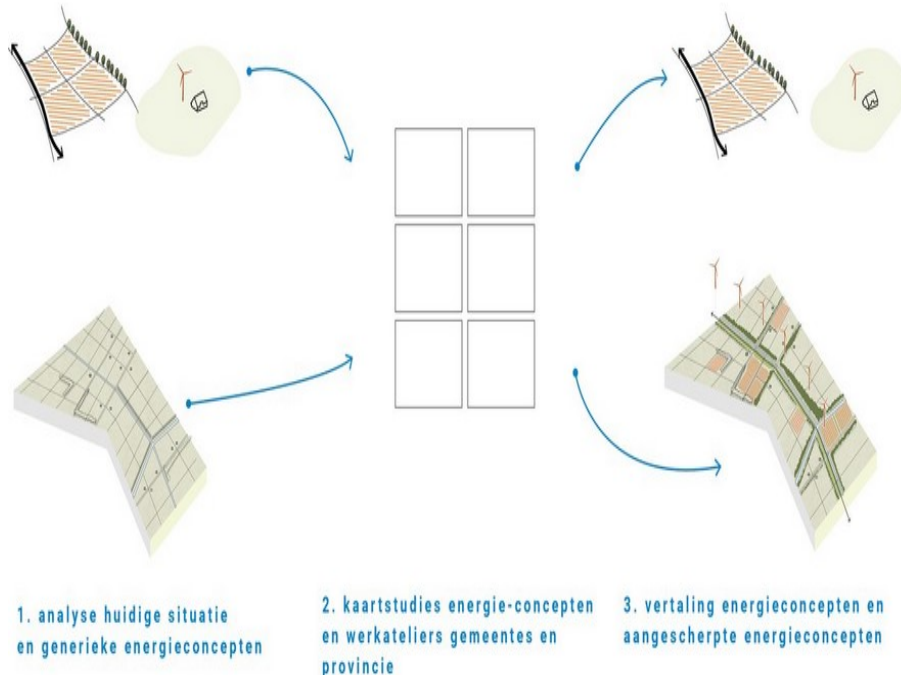 1. analyse huidige situatie
en generieke energieconcepten
2. kaartstudies energie-concepten
en werkateliers gemeentes en
provincie
3. vertaling energieconcepten en
aangescherpte energieconcepten